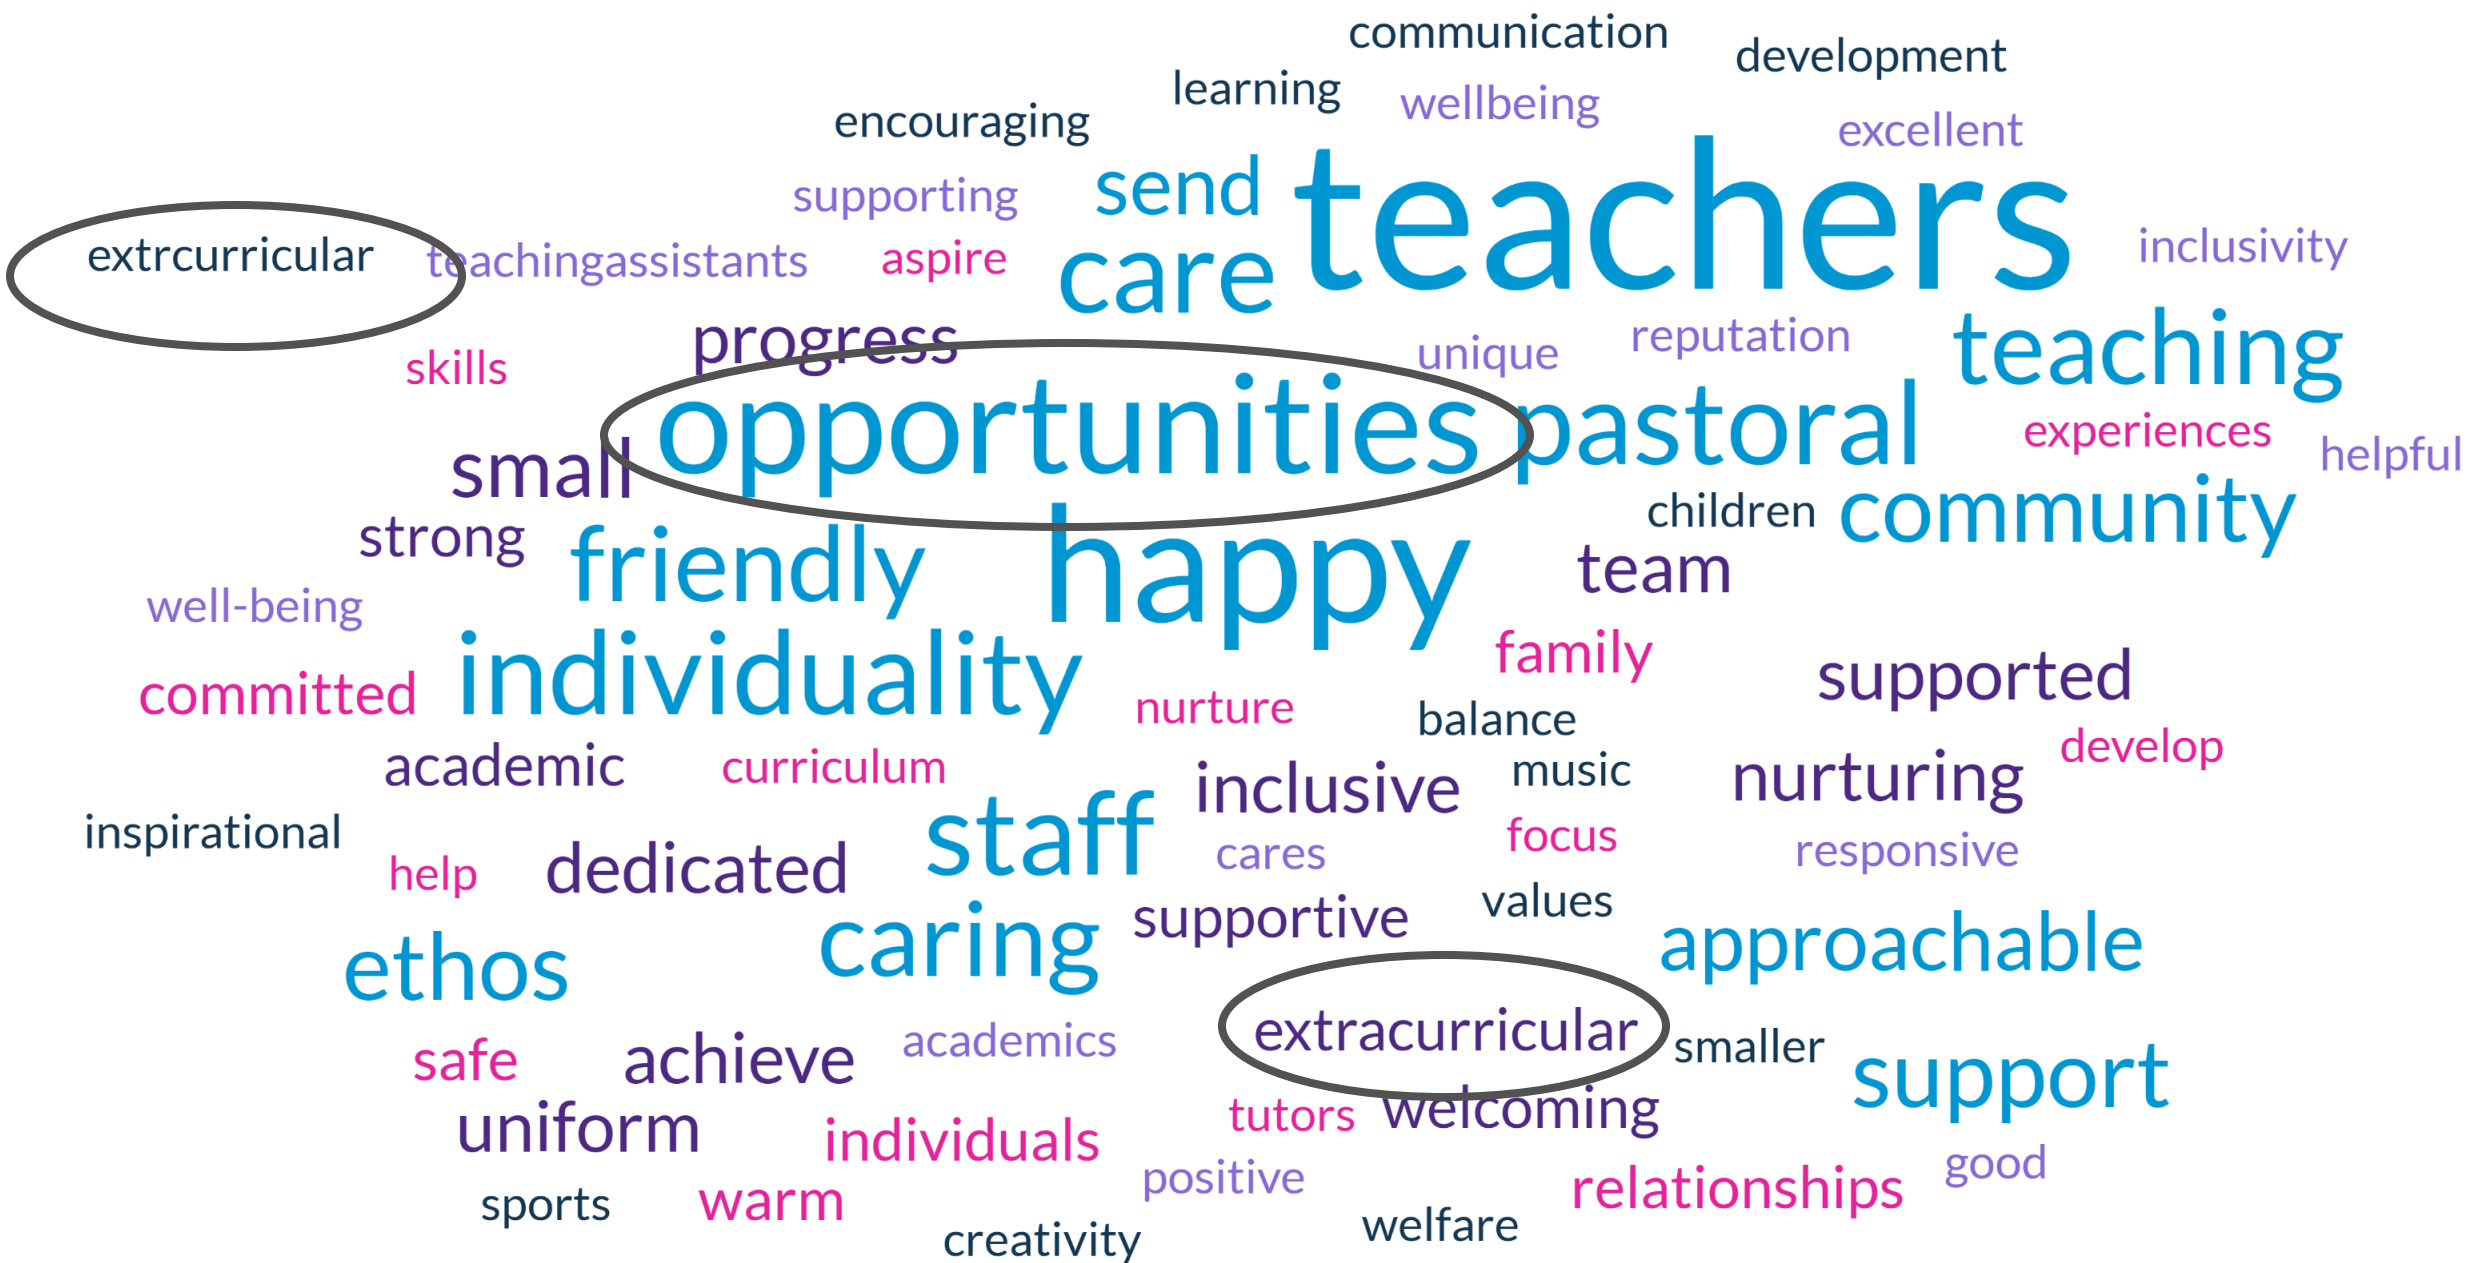 communication
development
learning
wellbeing
encouraging
excellent
send
teachers
supporting
extrcurricular
teachingassistants
aspire
care
inclusivity
progress
unique
reputation
teaching
skills
opportunities
pastoral
experiences
helpful
small
children
community
strong
friendly
happy
team
well-being
individuality
family
committed
supported
nurture
balance
develop
academic
curriculum
inclusive
music
nurturing
inspirational
staff
focus
help
dedicated
cares
responsive
values
caring
supportive
approachable
ethos
extracurricular
safe
achieve
academics
smaller
support
uniform
individuals
tutors
welcoming
positive
good
sports
warm
relationships
creativity
welfare